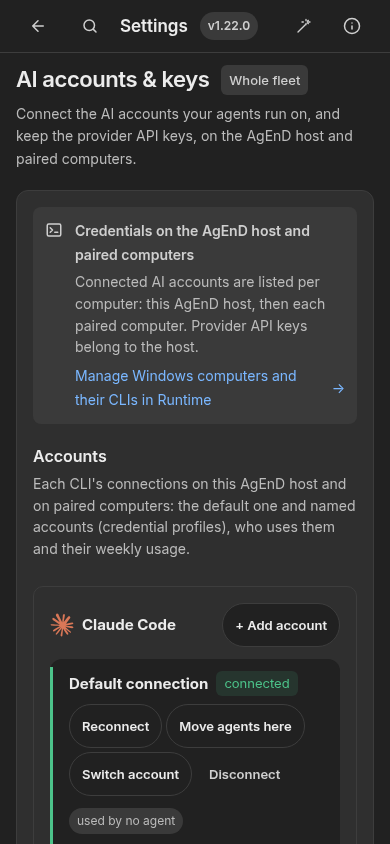 Settings v1.22.0
AI accounts & keys Whole fleet
Connect the AI accounts your agents run on, and
keep the provider API keys, on the AgEnD host and
paired computers.
Credentials on the AgEnD host and
paired computers
Connected AI accounts are listed per
computer: this AgEnD host, then each
paired computer. Provider API keys
belong to the host.
Manage Windows computers and
their CLIs in Runtime
Accounts
Each CLI's connections on this AgEnD host and
on paired computers: the default one and named
accounts (credential profiles), who uses them
and their weekly usage.
Claude Code + Add account
Default connection connected
Reconnect Move agents here
Switch account Disconnect
used by no agent